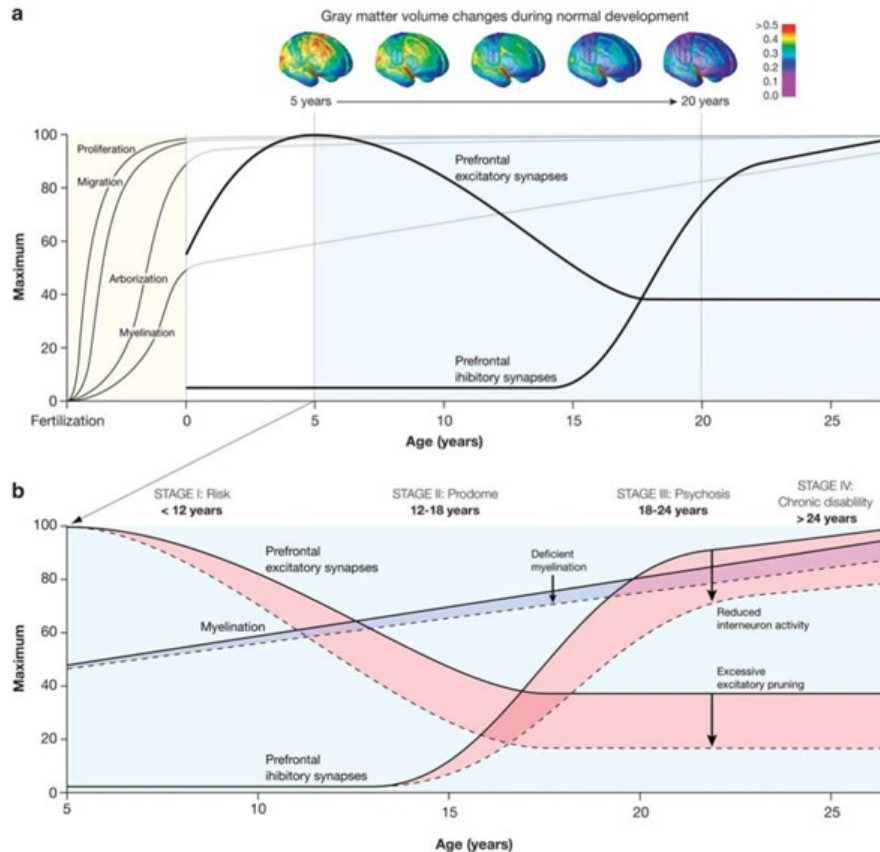 a
Gray matter volume changes during normal development
>0.5
0.4
0.3
0.2
0.1
0.0
5 years
20 years
100
80
60
40
20
0
Maximum
Proliferation
Migration
Arborization
Myelination
Prefrontal
excitatory synapses
Prefrontal
ihibitory synapses
Fertilization
0
5
10
15
20
25
Age (years)
b
STAGE I: Risk
< 12 years
STAGE II: Prodome
12-18 years
STAGE III: Psychosis
18-24 years
STAGE IV:
Chronic disablility
> 24 years
100
80
60
40
20
0
Maximum
Prefrontal
excitatory synapses
Myelination
Deficient
myelination
Reduced
interneuron activity
Excessive
excitatory pruning
Prefrontal
ihibitory synapses
5
10
15
20
25
Age (years)